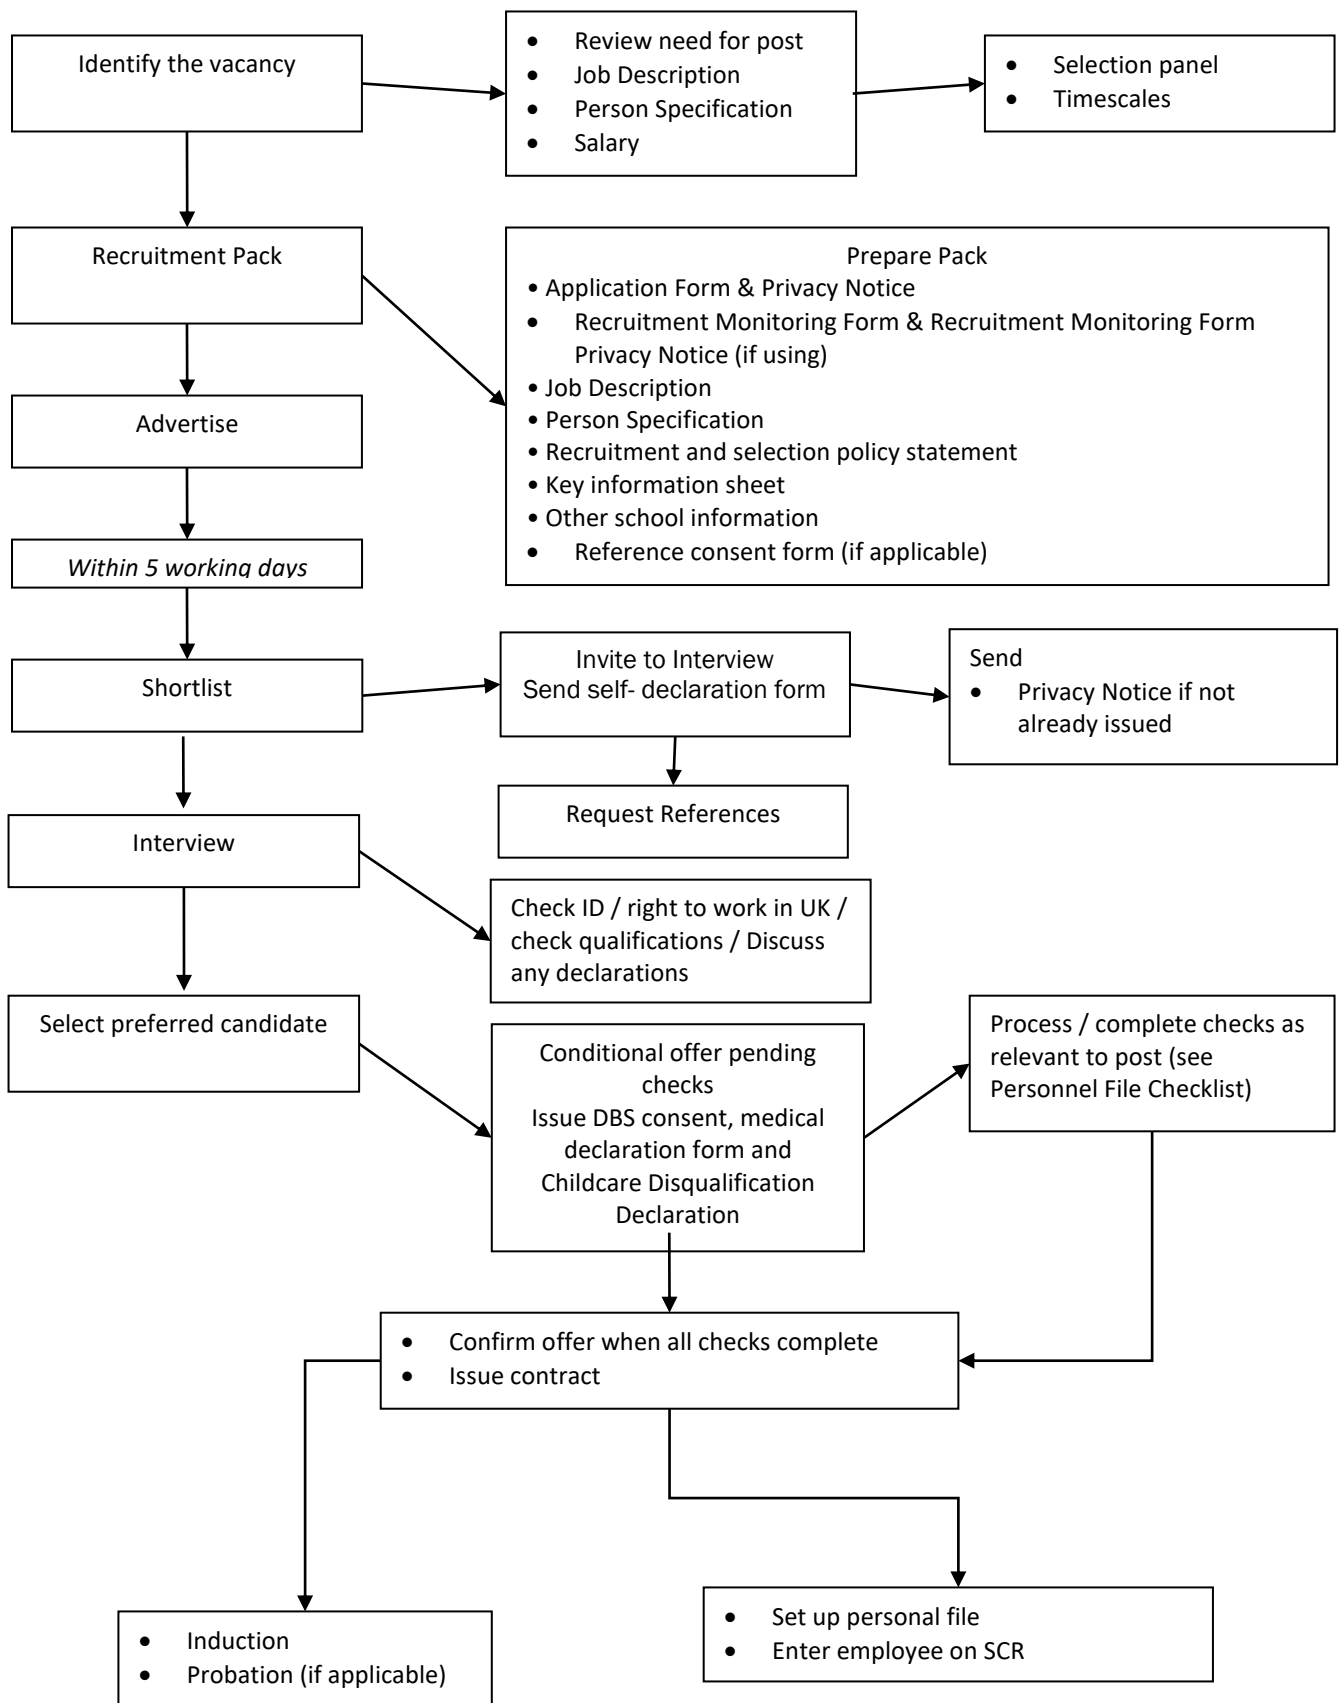 Identify the vacancy
• Review need for post
• Job Description
• Person Specification
• Salary
• Selection panel
• Timescales
Recruitment Pack
Prepare Pack
• Application Form & Privacy Notice
• Recruitment Monitoring Form & Recruitment Monitoring Form
Privacy Notice (if using)
• Job Description
• Person Specification
• Recruitment and selection policy statement
• Key information sheet
• Other school information
• Reference consent form (if applicable)
Advertise
Within 5 working days
Shortlist
Invite to Interview
Send self- declaration form
Send
• Privacy Notice if not
already issued
Request References
Interview
Check ID / right to work in UK /
check qualifications / Discuss
any declarations
Select preferred candidate
Conditional offer pending
checks
Issue DBS consent, medical
declaration form and
Childcare Disqualification
Declaration
Process / complete checks as
relevant to post (see
Personnel File Checklist)
• Confirm offer when all checks complete
• Issue contract
• Induction
• Probation (if applicable)
• Set up personal file
• Enter employee on SCR